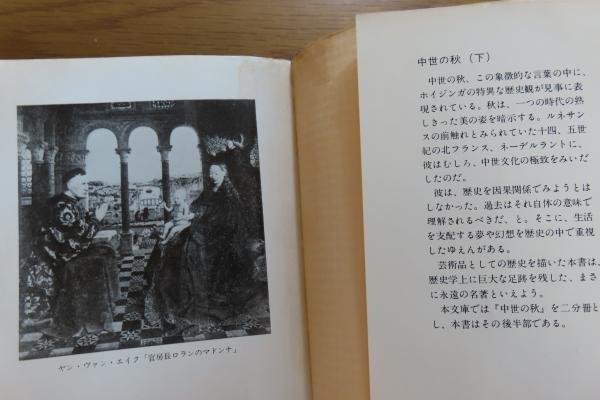 ヤン・ヴァン・エイク「官房長ロランのマドンナ」
中世の秋（下）
中世の秋、この象徴的な言葉の中に、
ホイジンガの特異な歴史観が見事に表
現されている。秋は、一つの時代の熟
しきった美の姿を暗示する。ルネサン
スの前触れとみられていた十四、五世
紀の北フランス、ネーデルラントに、
彼はむしろ、中世文化の極致をみいだ
したのだ。
彼は、歴史を因果関係でみようとは
しなかった。過去はそれ自体の意味で
理解されるべきだ、と。そこに、生活
を支配する夢や幻想を歴史の中で重視
したゆえんがある。
芸術品としての歴史を描いた本書は、
歴史学上に巨大な足跡を残した、まさ
に永遠の名著といえよう。
本文庫では『中世の秋』を二分冊と
し、本書はその後半部である。